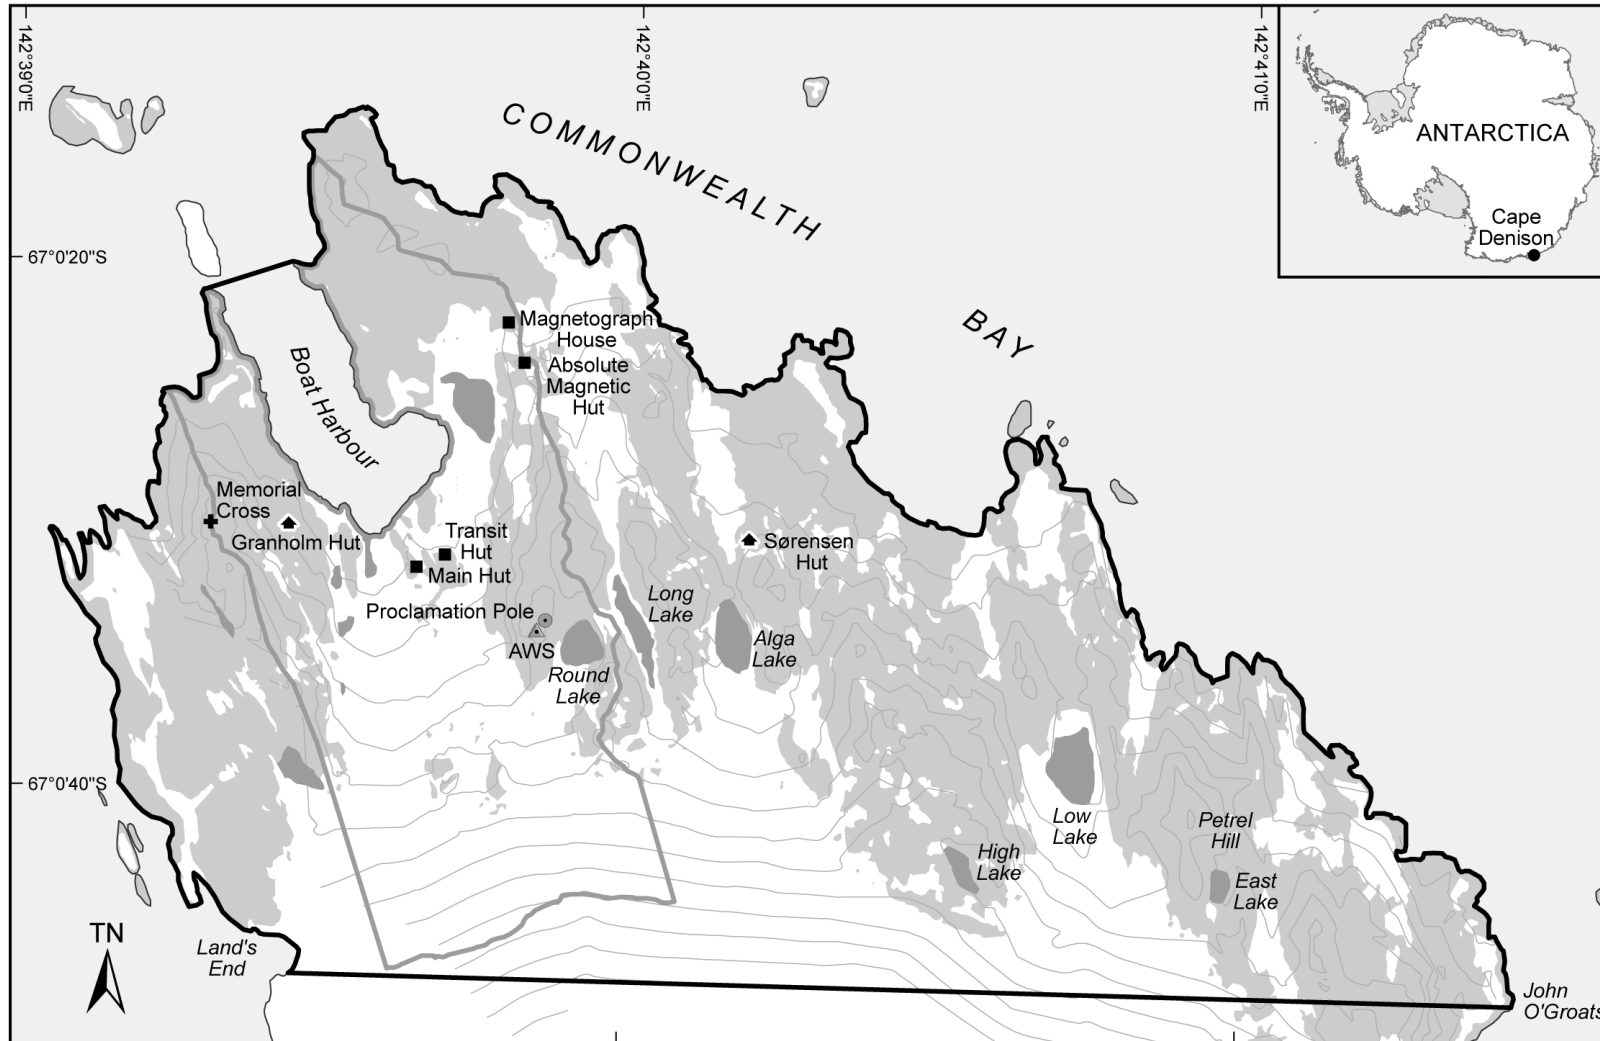 142°39'0"E
142°40'0"E
142°41'0"E
COMMONWEALTH
BAY
ANTARCTICA
Cape
Denison
67°0'20"S
Magnetograph
House
Absolute
Magnetic
Hut
Boat Harbour
Memorial
Cross
Granholm Hut
Transit
Hut
Main Hut
Sørensen
Hut
Proclamation Pole
AWS
Long
Lake
Alga
Lake
Round
Lake
67°0'40"S
Low
Lake
Petrel
Hill
High
Lake
East
Lake
TN
Land's
End
John
O'Groats